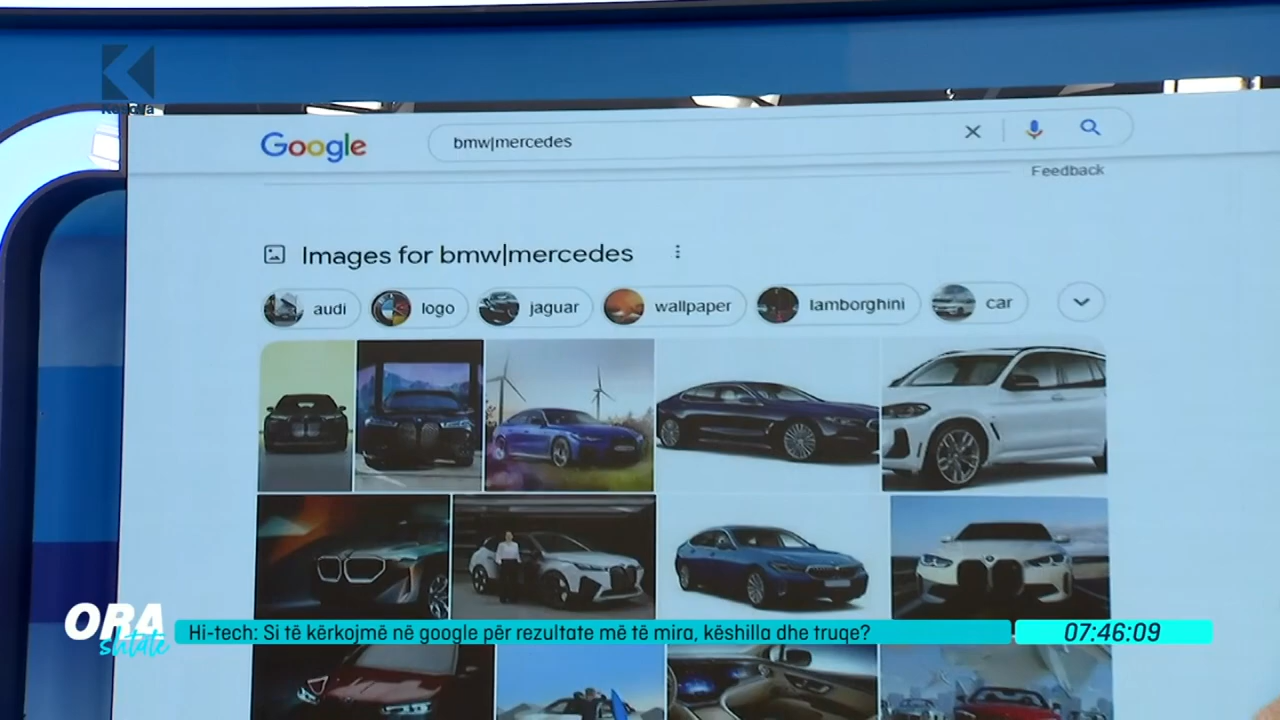 Google
bmw|mercedes
Feedback
Images for bmw|mercedes
audi
logo
jaguar
wallpaper
lamborghini
car
ORA
shtatë
Hi-tech: Si të kërkojmë në google për rezultate më të mira, këshilla dhe truqe?
07:46:09